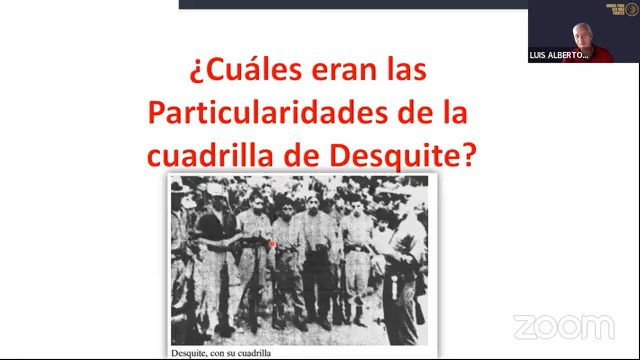 ¿Cuáles eran las
Particularidades de la
cuadrilla de Desquite?
Desquite, con su cuadrilla
LUIS ALBERTO...
zoom